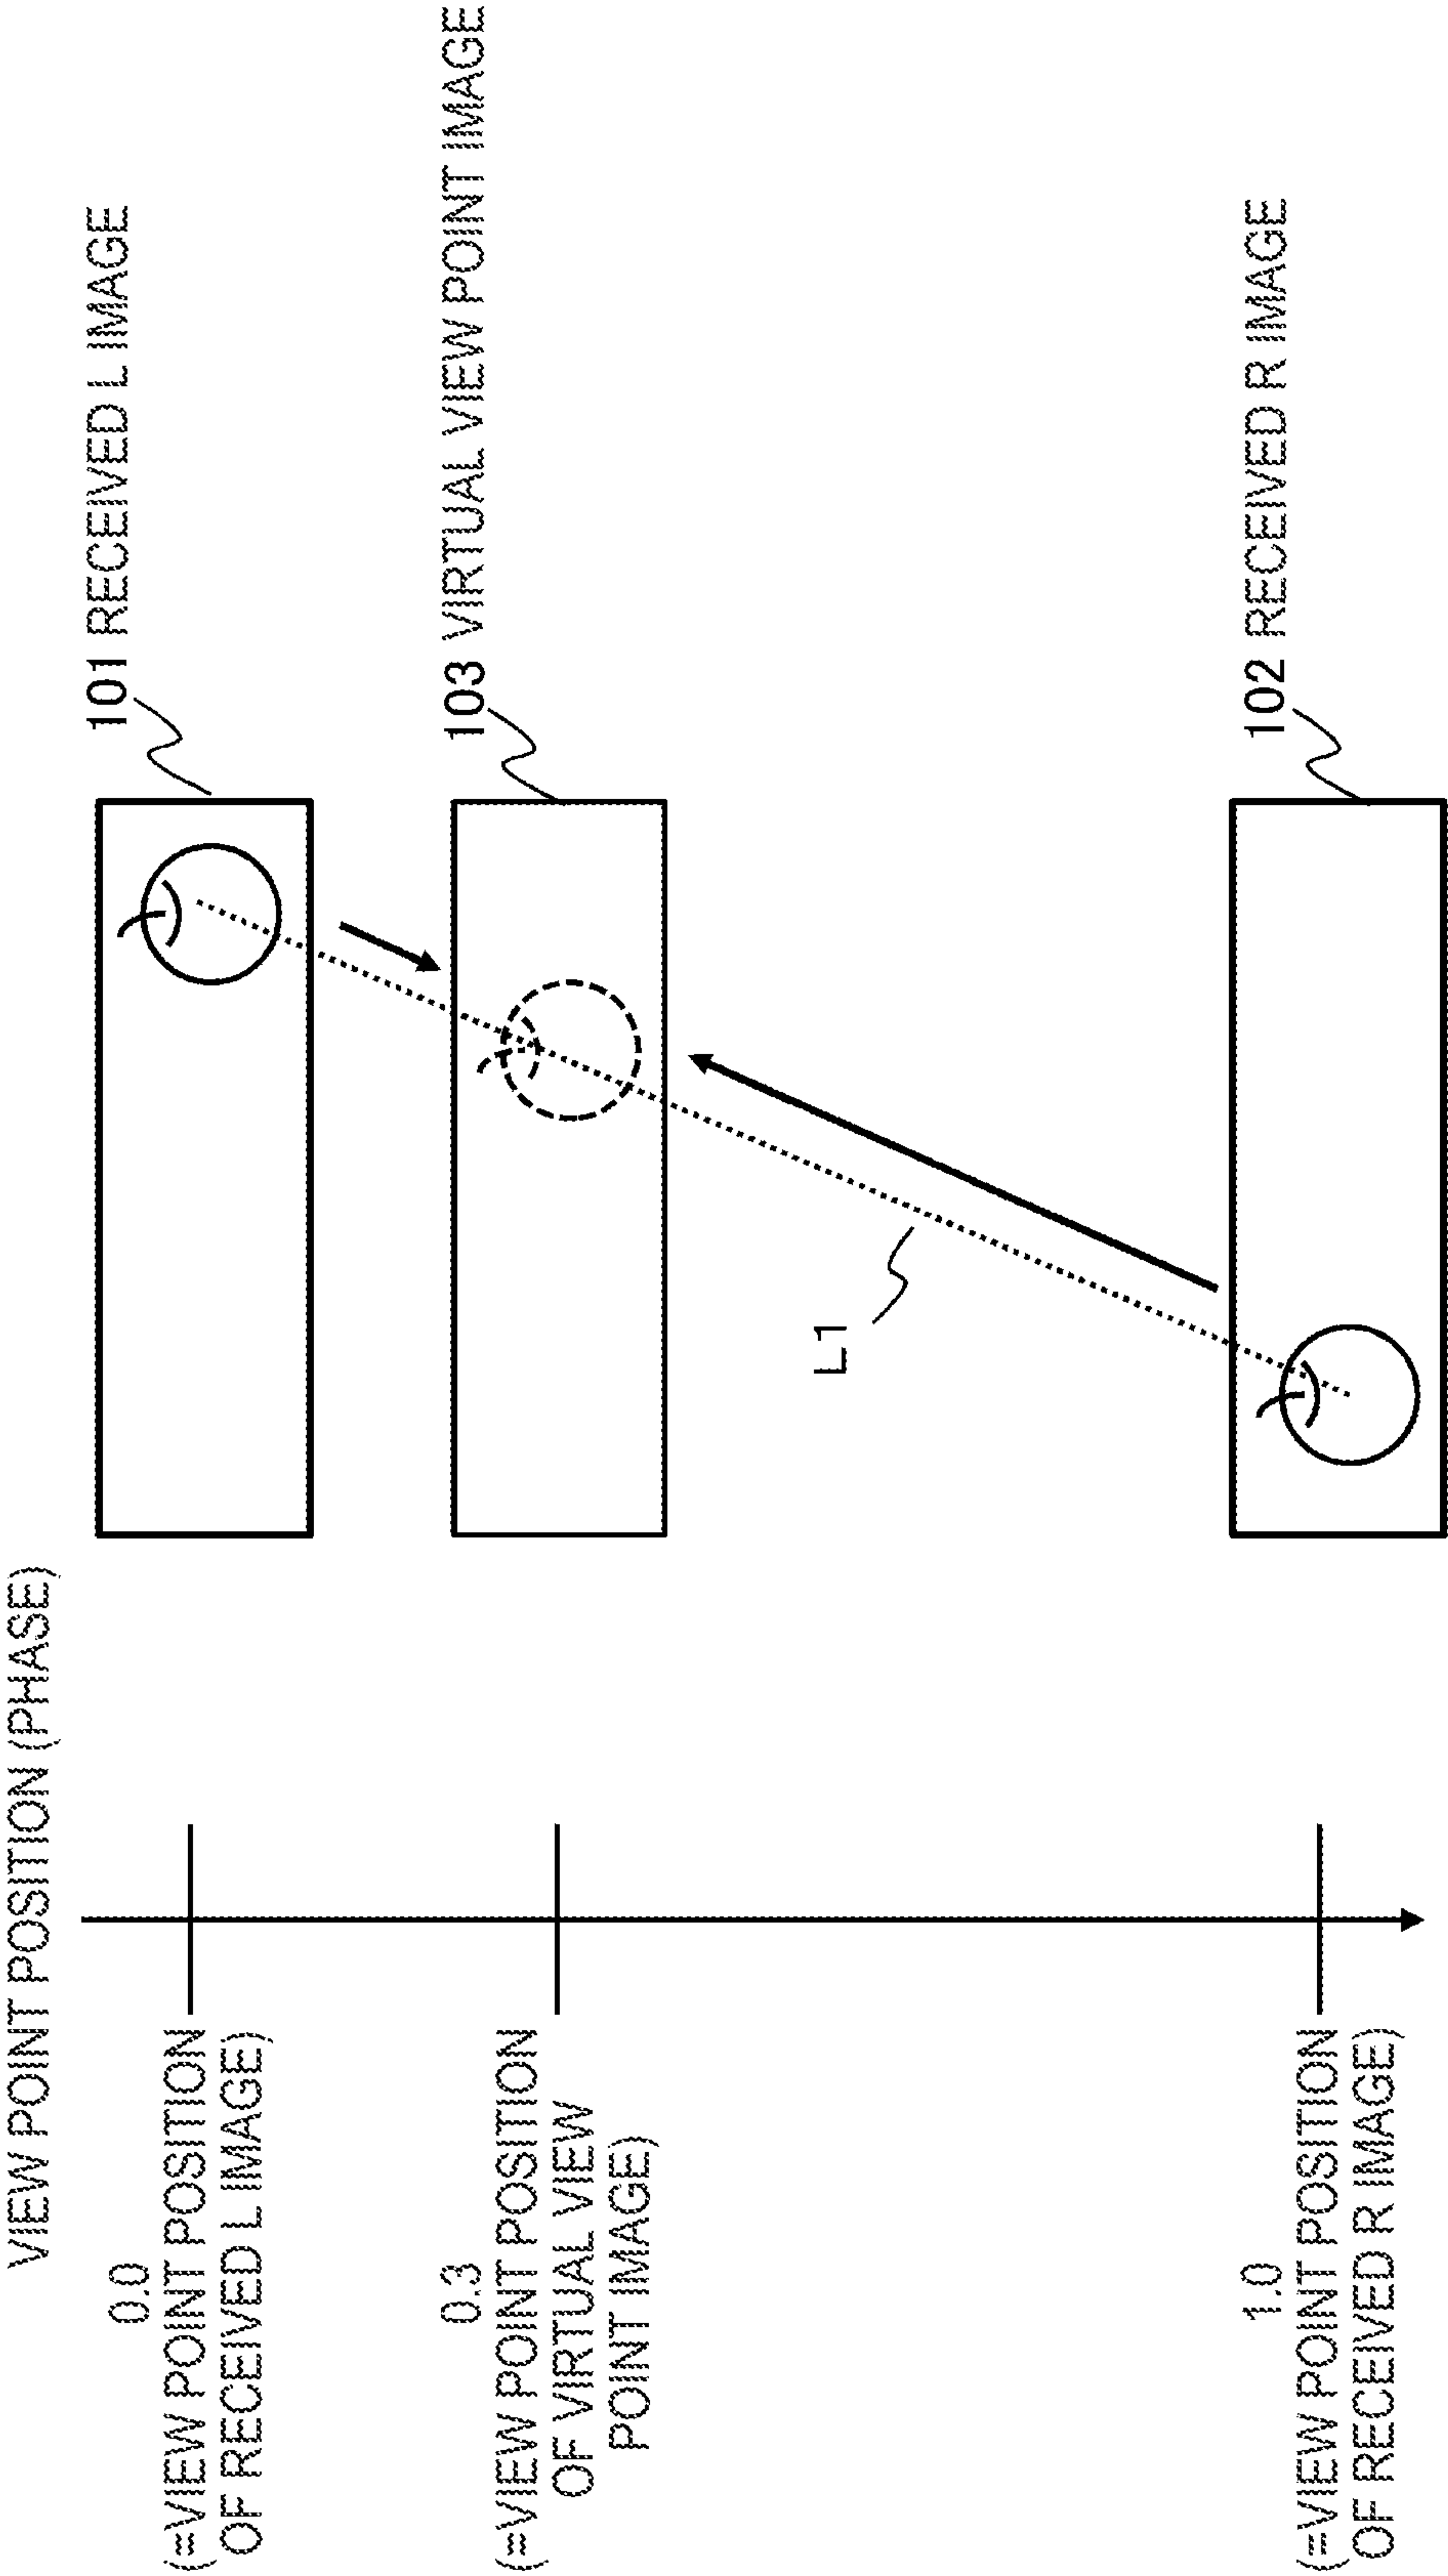 VIEW POINT POSITION (PHASE)
0.0
(=VIEW POINT POSITION
OF RECEIVED L IMAGE)
101 RECEIVED L IMAGE
0.3
(=VIEW POINT POSITION
OF VIRTUAL VIEW
POINT IMAGE)
103 VIRTUAL VIEW POINT IMAGE
L1
1.0
(=VIEW POINT POSITION
OF RECEIVED R IMAGE)
102 RECEIVED R IMAGE